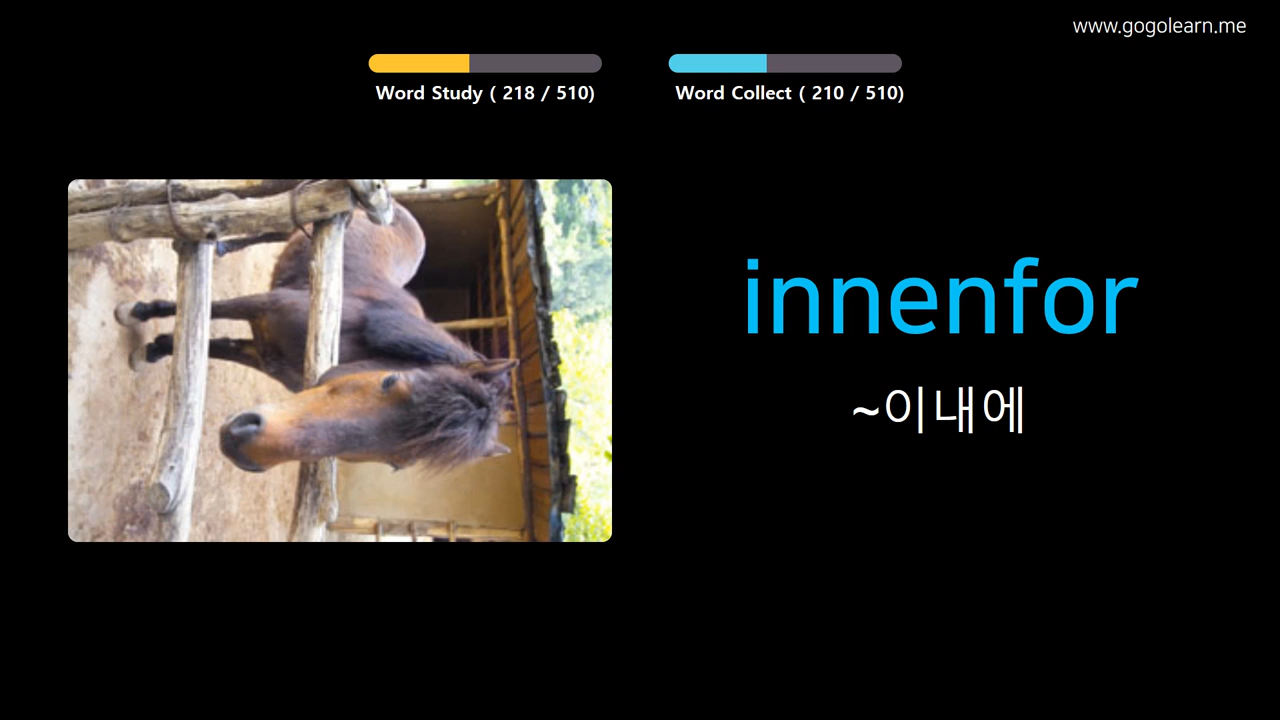 www.gogolearn.me
Word Study ( 218 / 510)
Word Collect ( 210 / 510)
innenfor
~이내에